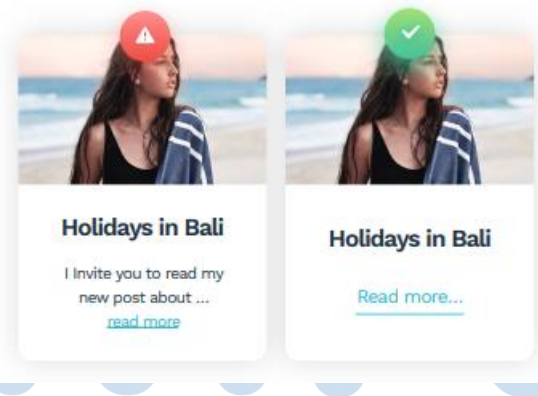 Holidays in Bali
I Invite you to read my
new post about ...
read more
Holidays in Bali
Read more...